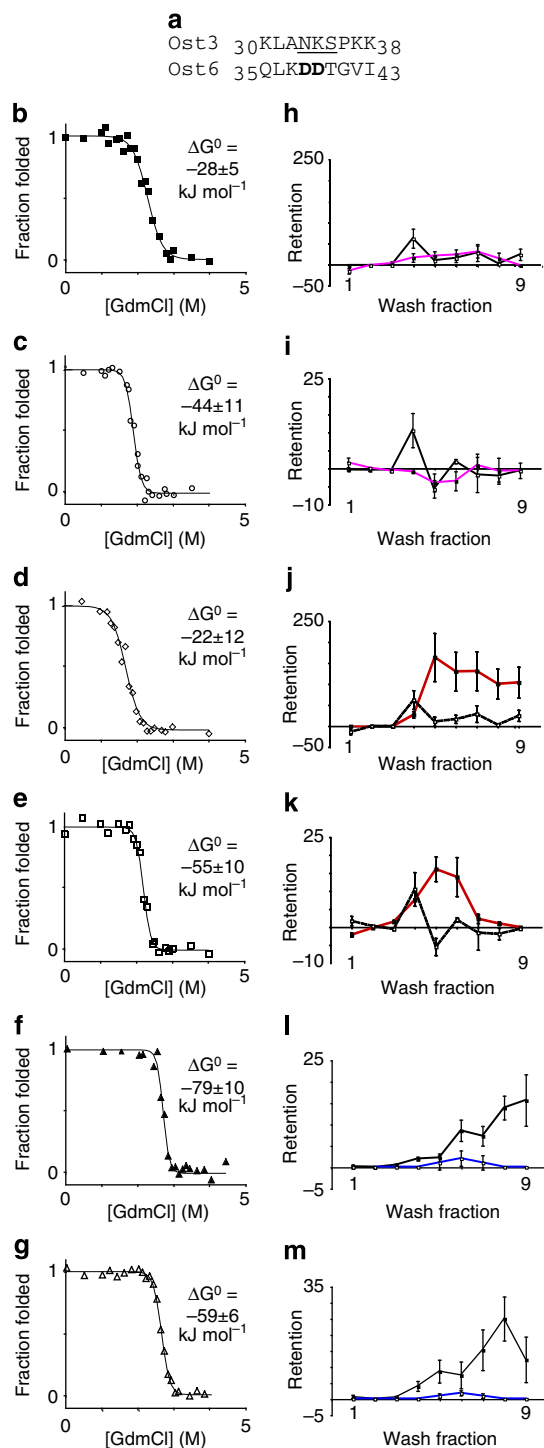 a
Ost3 30KLANKSPKK38
Ost6 35QLKDDTGVI43
b
Fraction folded
1
0
ΔG⁰ =
−28±5
kJ mol⁻¹
0 5
[GdmCl] (M)
h
Retention
250
−50
1 9
Wash fraction
c
Fraction folded
1
0
ΔG⁰ =
−44±11
kJ mol⁻¹
0 5
[GdmCl] (M)
i
Retention
25
−10
1 9
Wash fraction
d
Fraction folded
1
0
ΔG⁰ =
−22±12
kJ mol⁻¹
0 5
[GdmCl] (M)
j
Retention
250
−50
1 9
Wash fraction
e
Fraction folded
1
0
ΔG⁰ =
−55±10
kJ mol⁻¹
0 5
[GdmCl] (M)
k
Retention
25
−10
1 9
Wash fraction
f
Fraction folded
1
0
ΔG⁰ =
−79±10
kJ mol⁻¹
0 5
[GdmCl] (M)
l
Retention
25
−5
1 9
Wash fraction
g
Fraction folded
1
0
ΔG⁰ =
−59±6
kJ mol⁻¹
0 5
[GdmCl] (M)
m
Retention
35
−5
1 9
Wash fraction